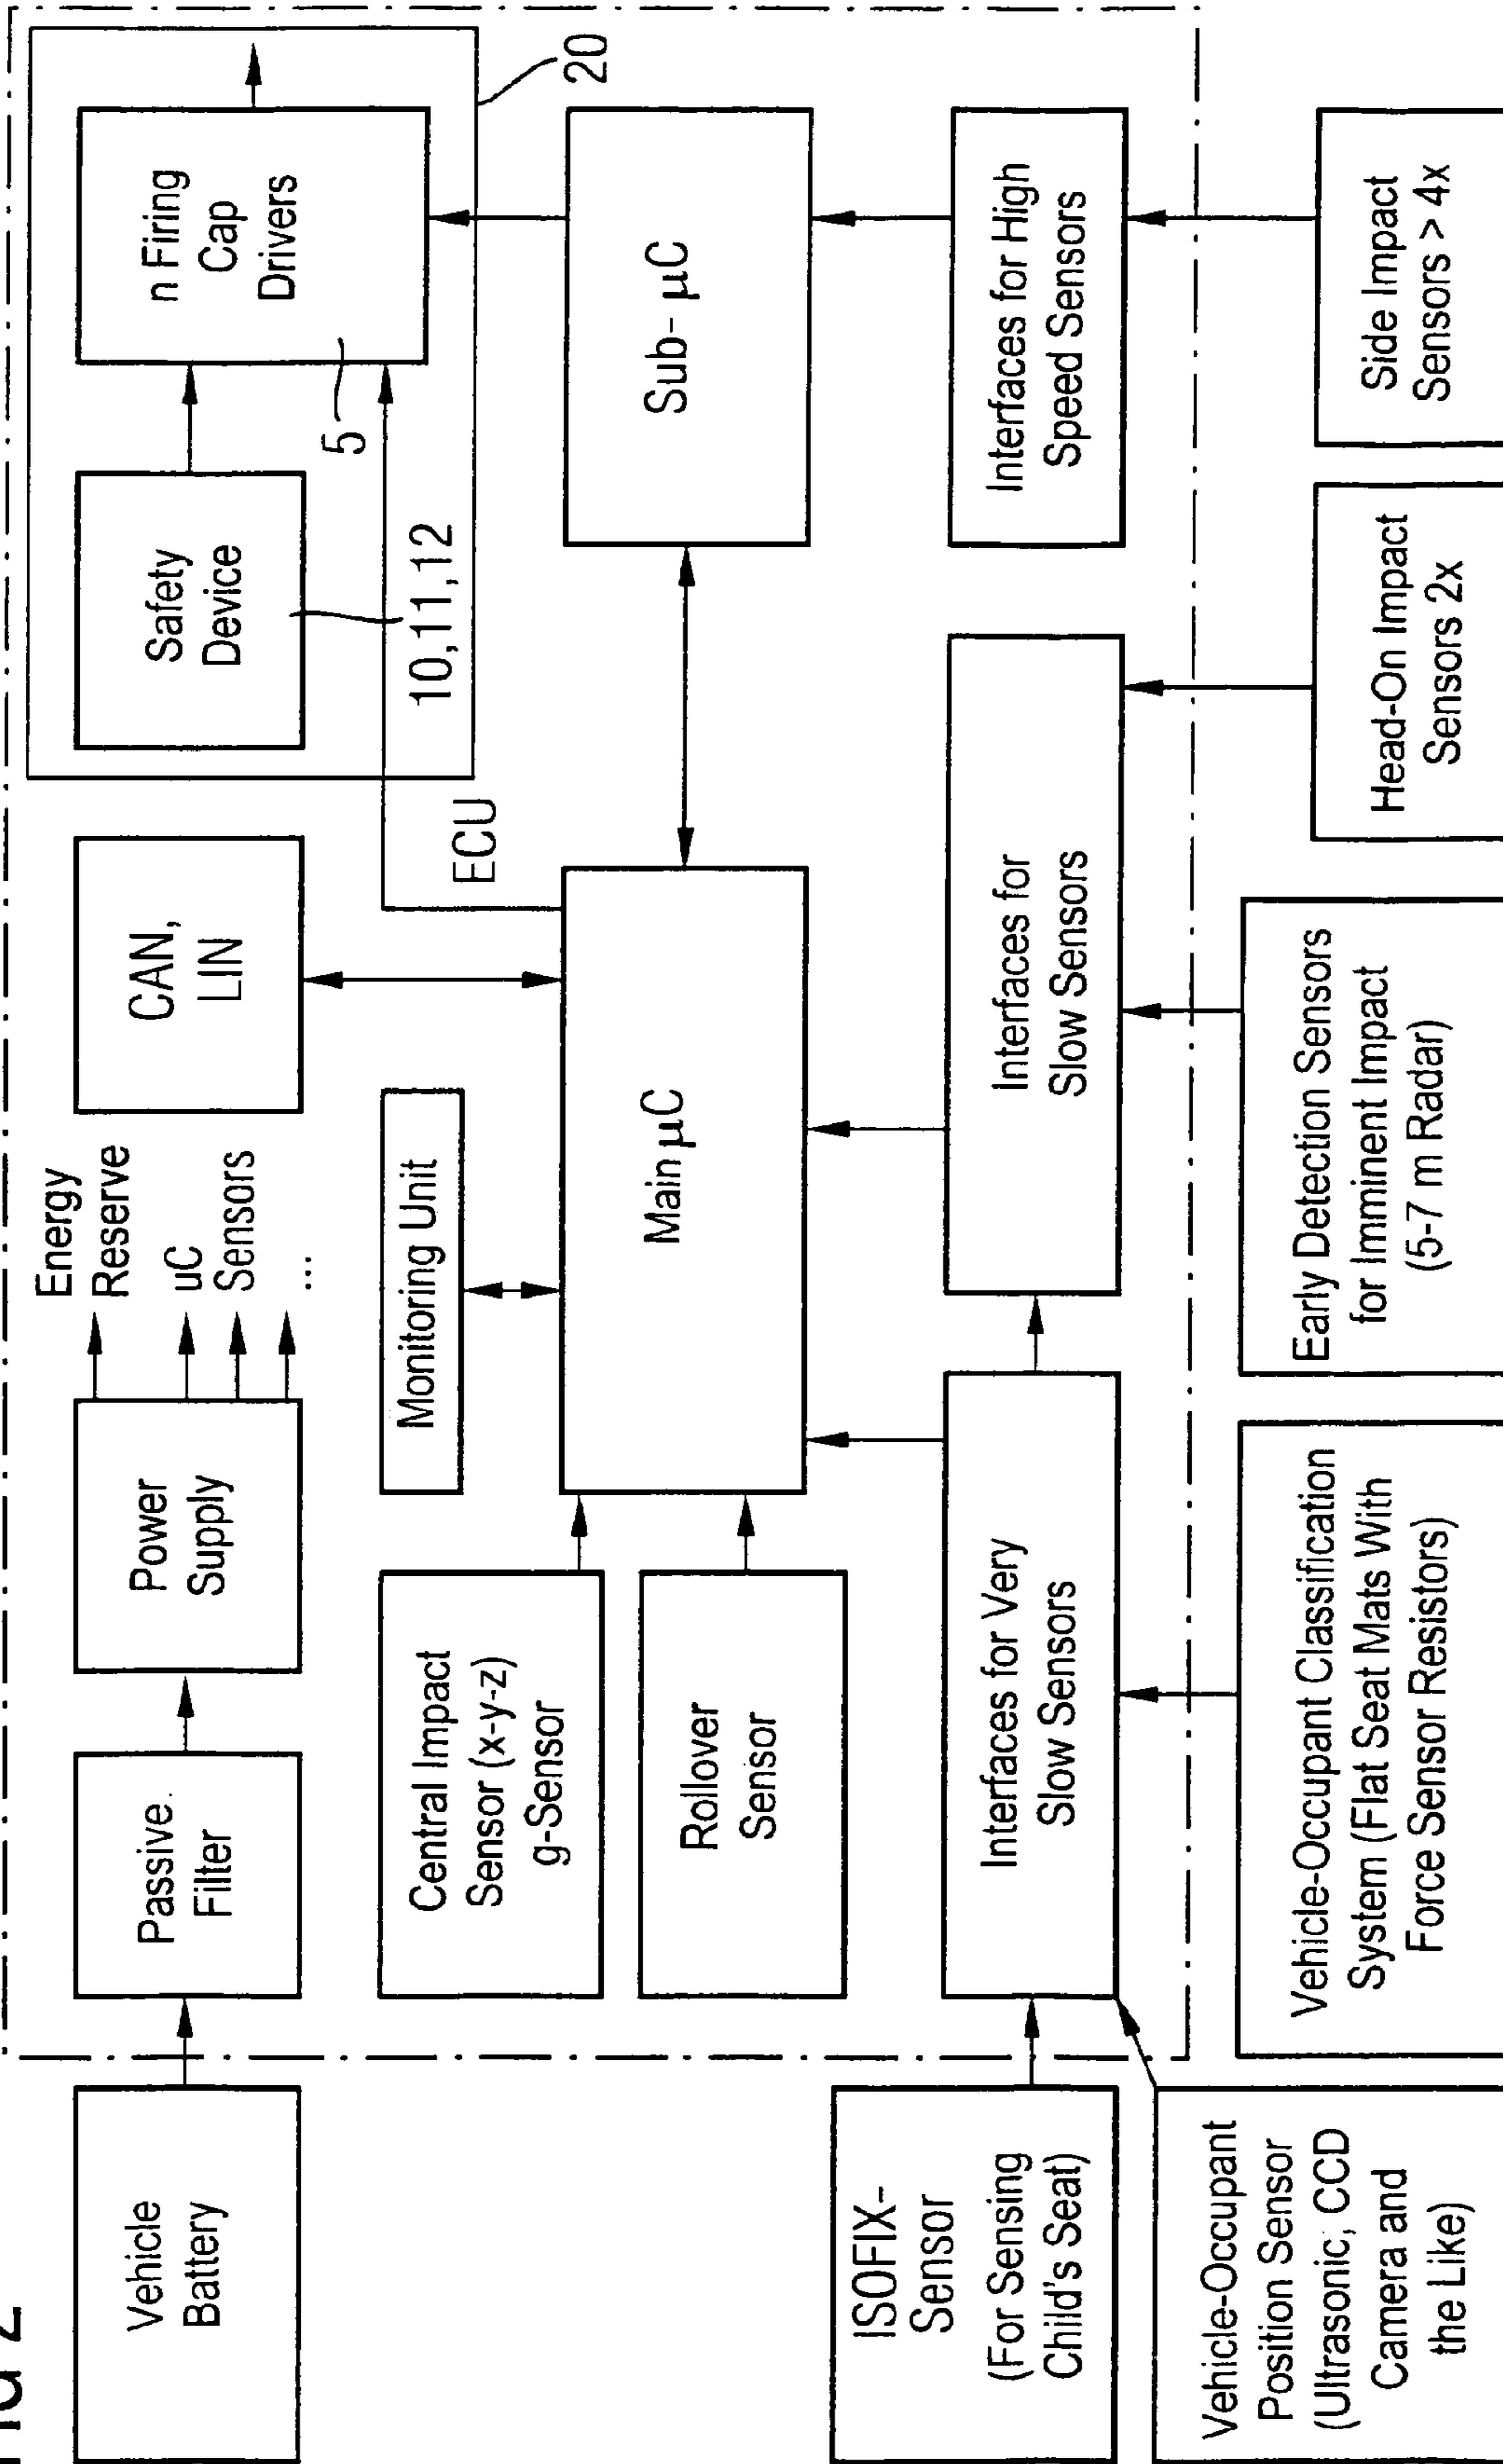 FIG 2
Vehicle
Battery
Passive
Filter
Power
Supply
Energy
Reserve
uC
Sensors
...
CAN,
LIN
Safety
Device
n Firing
Cap
Drivers
5
10,11,12
20
ECU
Monitoring Unit
Central Impact
Sensor (x-y-z)
g-Sensor
Rollover
Sensor
Main µC
Sub- µC
ISOFIX-
Sensor
(For Sensing
Child's Seat)
Interfaces for Very
Slow Sensors
Interfaces for
Slow Sensors
Interfaces for High
Speed Sensors
Vehicle-Occupant
Position Sensor
(Ultrasonic, CCD
Camera and
the Like)
Vehicle-Occupant Classification
System (Flat Seat Mats With
Force Sensor Resistors)
Early Detection Sensors
for Imminent Impact
(5-7 m Radar)
Head-On Impact
Sensors 2x
Side Impact
Sensors > 4x